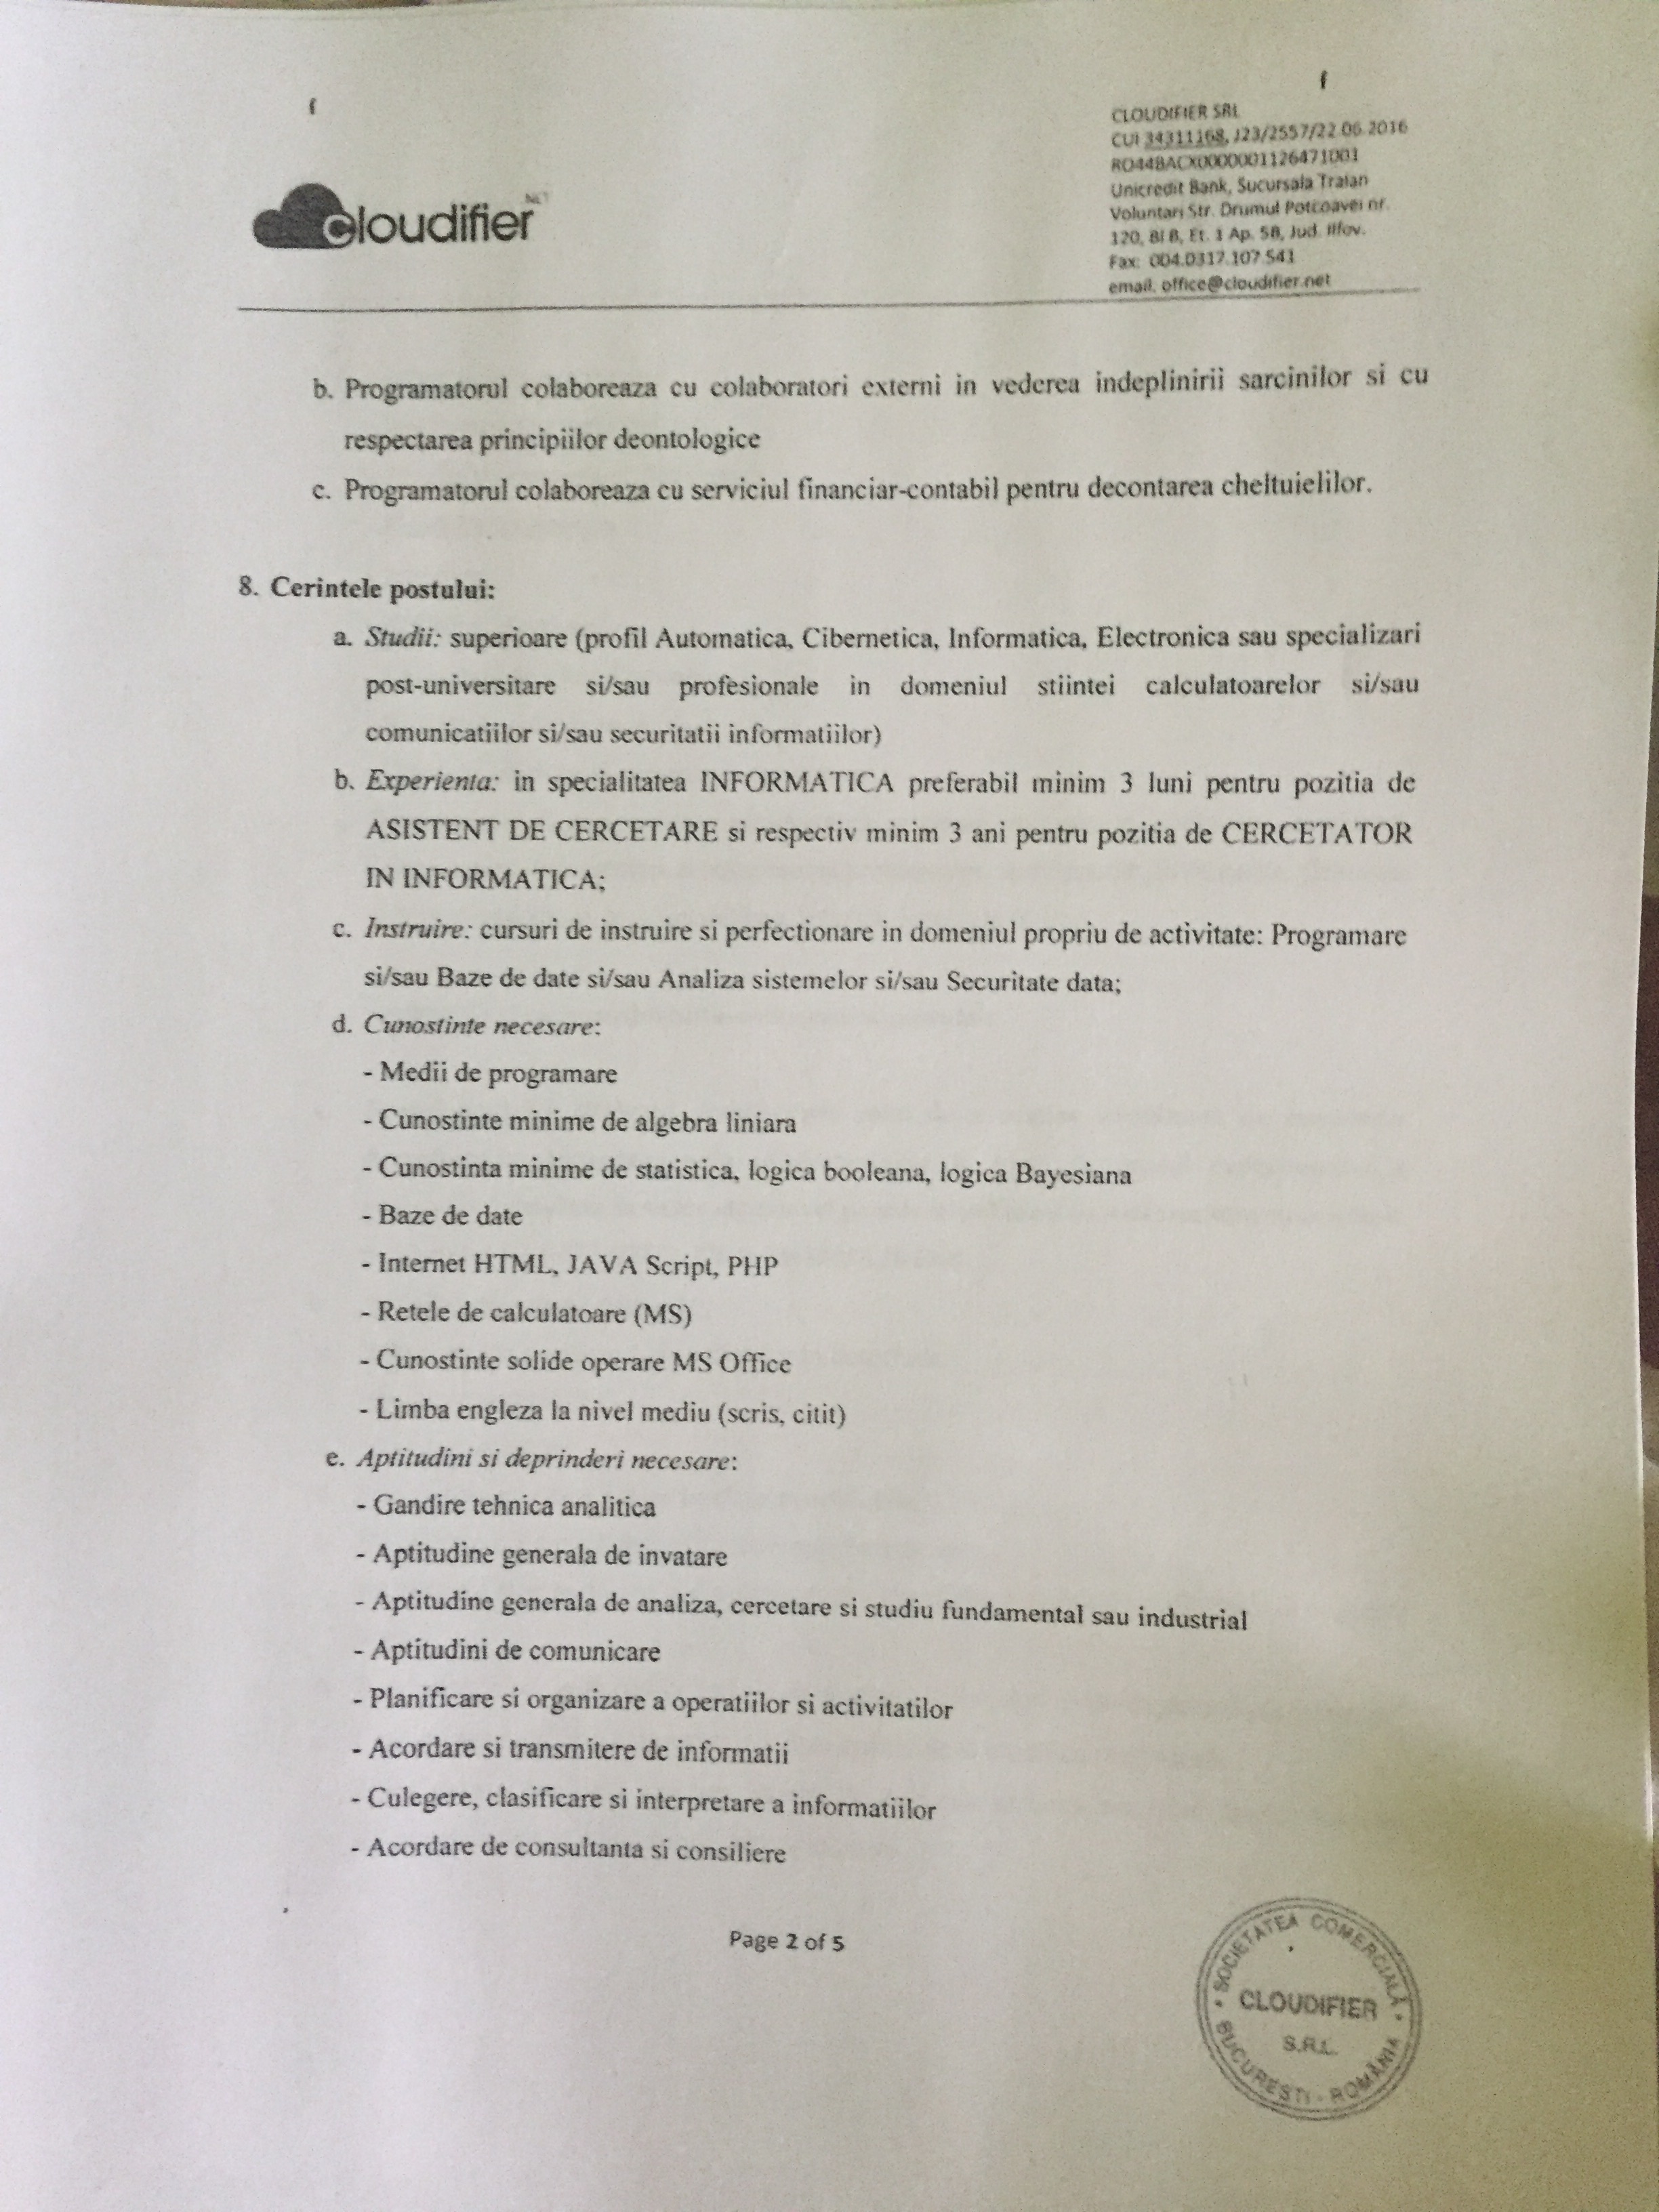 cloudifier
CLOUDIFIER SRL
CUI 34311168, J23/2557/22.06.2016
RO44BACX0000001126471001
Unicredit Bank, Sucursala Traian
Voluntari Str. Drumul Potcoavei nr.
120, Bl B, Et. 1 Ap. 5B, Jud. Ilfov.
Fax: 004.0317.107.541
email. office@cloudifier.net
b. Programatorul colaboreaza cu colaboratori externi in vederea indeplinirii sarcinilor si cu
respectarea principiilor deontologice
c. Programatorul colaboreaza cu serviciul financiar-contabil pentru decontarea cheltuielilor.
8. Cerintele postului:
a. Studii: superioare (profil Automatica, Cibernetica, Informatica, Electronica sau specializari
post-universitare si/sau profesionale in domeniul stiintei calculatoarelor si/sau
comunicatiilor si/sau securitatii informatiilor)
b. Experienta: in specialitatea INFORMATICA preferabil minim 3 luni pentru pozitia de
ASISTENT DE CERCETARE si respectiv minim 3 ani pentru pozitia de CERCETATOR
IN INFORMATICA;
c. Instruire: cursuri de instruire si perfectionare in domeniul propriu de activitate: Programare
si/sau Baze de date si/sau Analiza sistemelor si/sau Securitate data;
d. Cunostinte necesare:
- Medii de programare
- Cunostinte minime de algebra liniara
- Cunostinta minime de statistica, logica booleana, logica Bayesiana
- Baze de date
- Internet HTML, JAVA Script, PHP
- Retele de calculatoare (MS)
- Cunostinte solide operare MS Office
- Limba engleza la nivel mediu (scris, citit)
e. Aptitudini si deprinderi necesare:
- Gandire tehnica analitica
- Aptitudine generala de invatare
- Aptitudine generala de analiza, cercetare si studiu fundamental sau industrial
- Aptitudini de comunicare
- Planificare si organizare a operatiilor si activitatilor
- Acordare si transmitere de informatii
- Culegere, clasificare si interpretare a informatiilor
- Acordare de consultanta si consiliere
Page 2 of 5
SOCIETATEA COMERCIALĂ
CLOUDIFIER
S.R.L.
BUCUREȘTI - ROMÂNIA